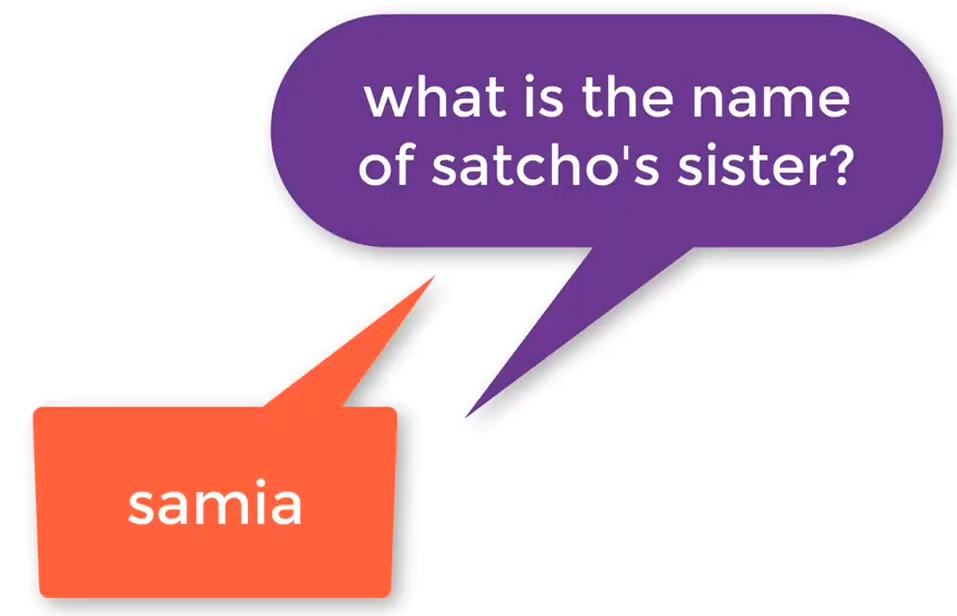 what is the name
of satcho's sister?
samia